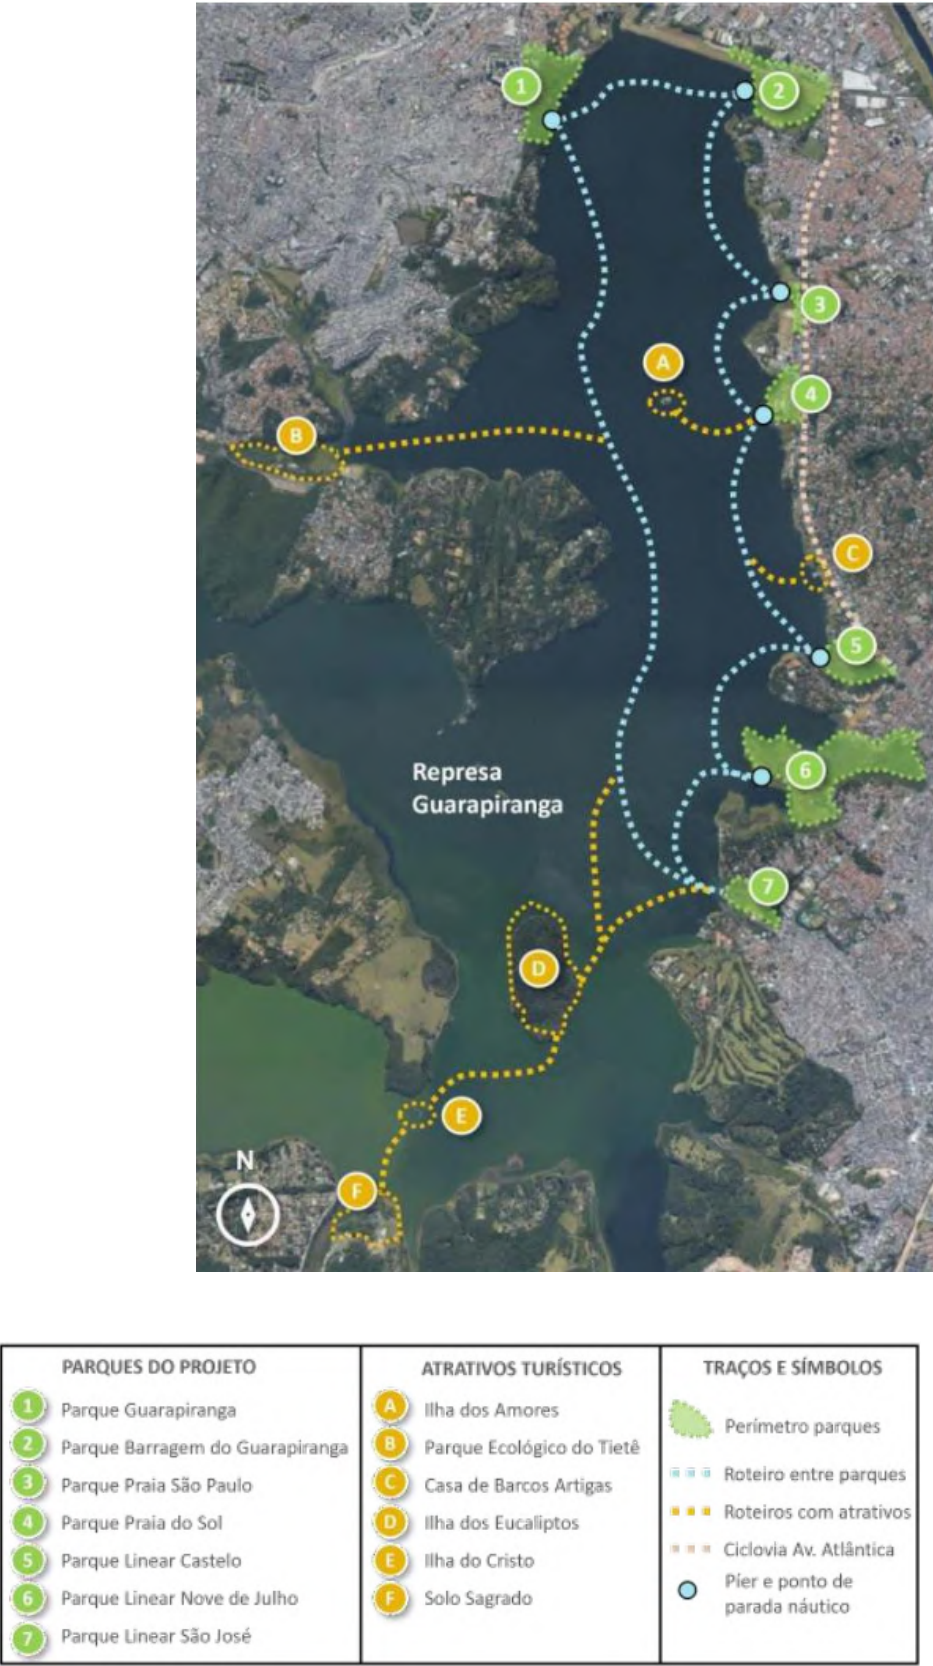 1
2
3
A
4
B
C
5
Represa
Guarapiranga
6
7
D
E
N
F
PARQUES DO PROJETO
1 Parque Guarapiranga
2 Parque Barragem do Guarapiranga
3 Parque Praia São Paulo
4 Parque Praia do Sol
5 Parque Linear Castelo
6 Parque Linear Nove de Julho
7 Parque Linear São José
ATRATIVOS TURÍSTICOS
A Ilha dos Amores
B Parque Ecológico do Tietê
C Casa de Barcos Artigas
D Ilha dos Eucaliptos
E Ilha do Cristo
F Solo Sagrado
TRAÇOS E SÍMBOLOS
Perímetro parques
Roteiro entre parques
Roteiros com atrativos
Ciclovia Av. Atlântica
Píer e ponto de
parada náutico